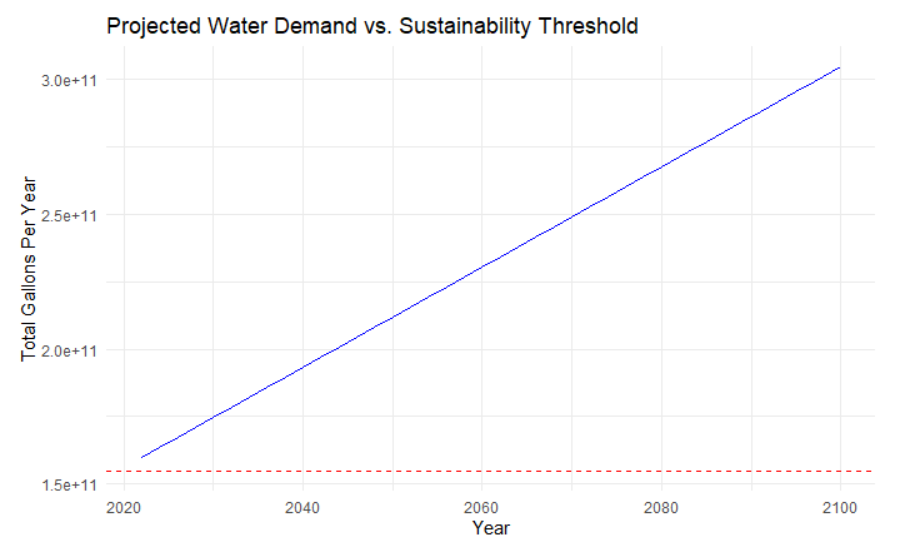 Projected Water Demand vs. Sustainability Threshold
Total Gallons Per Year
3.0e+11
2.5e+11
2.0e+11
1.5e+11
2020 2040 2060 2080 2100
Year